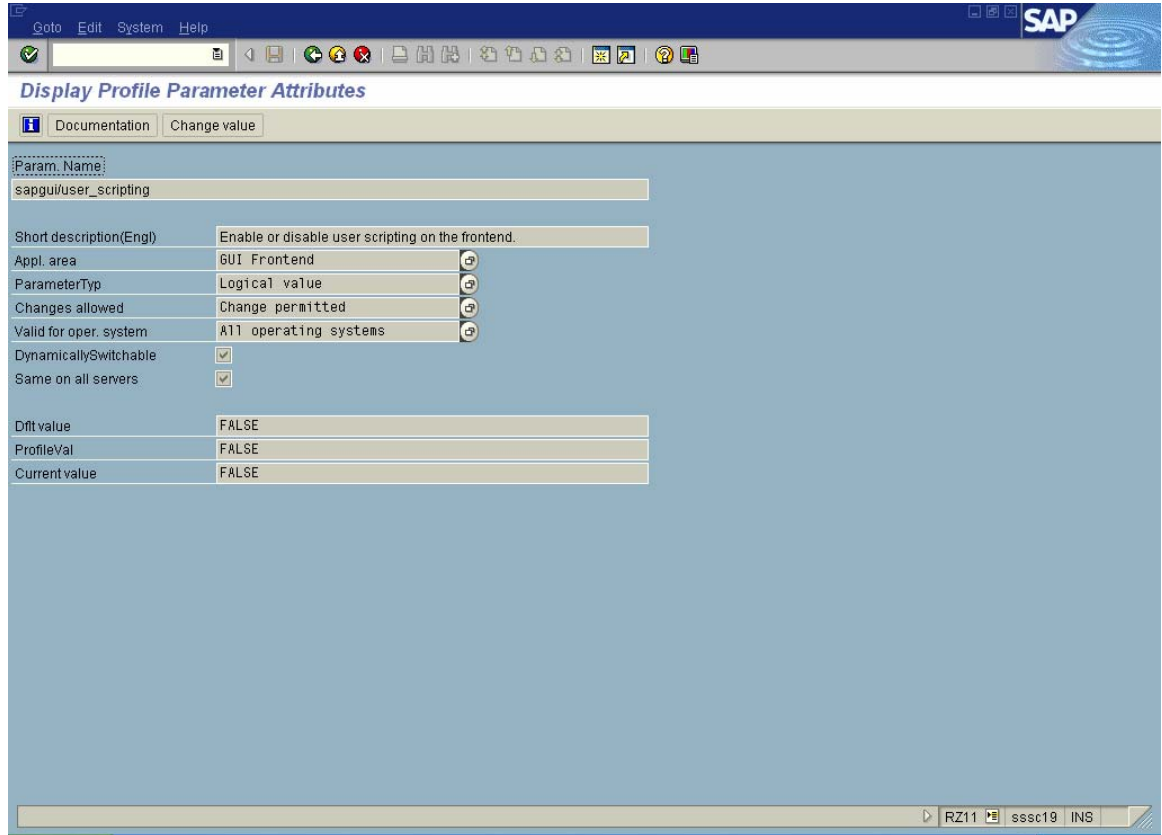 Goto Edit System Help
SAP
Display Profile Parameter Attributes
Documentation Change value
Param. Name
sapgui/user_scripting
Short description(Engl) Enable or disable user scripting on the frontend.
Appl. area GUI Frontend
ParameterTyp Logical value
Changes allowed Change permitted
Valid for oper. system All operating systems
DynamicallySwitchable
Same on all servers
Dflt value FALSE
ProfileVal FALSE
Current value FALSE
RZ11 sssc19 INS